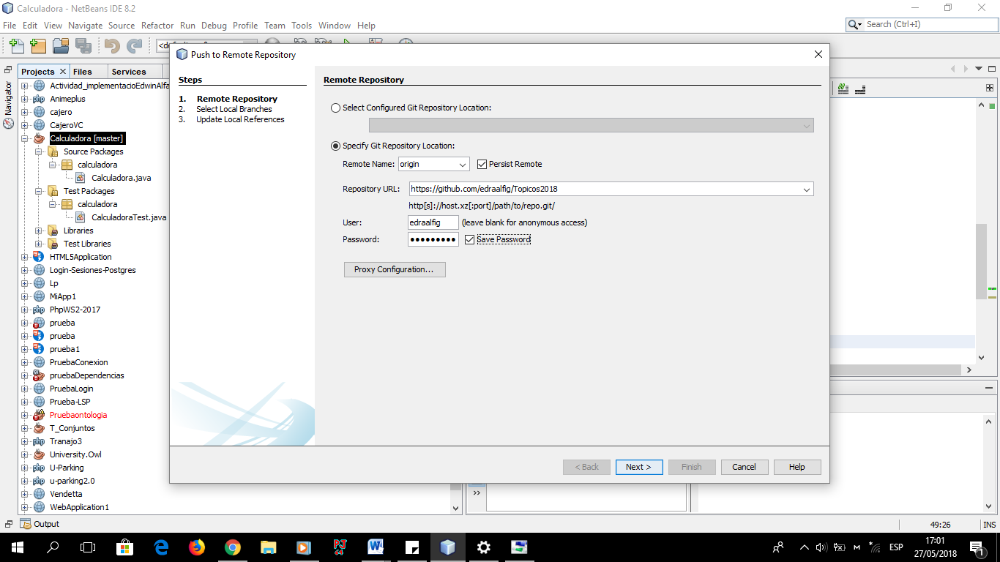 Calculadora - NetBeans IDE 8.2
File Edit View Navigate Source Refactor Run Debug Profile Team Tools Window Help
Search (Ctrl+I)
Push to Remote Repository
Projects Files Services
Navigator
Steps
1. Remote Repository
2. Select Local Branches
3. Update Local References
Remote Repository
Select Configured Git Repository Location:
Specify Git Repository Location:
Remote Name: origin Persist Remote
Repository URL: https://github.com/edraalfig/Topicos2018
http[s]://host.xz[:port]/path/to/repo.git/
User: edraalfig (leave blank for anonymous access)
Password: ●●●●●●●●● Save Password
Proxy Configuration...
< Back Next > Finish Cancel Help
Actividad_implementacioEdwinAlfa
Animeplus
cajero
CajeroVC
Calculadora [master]
Source Packages
calculadora
Calculadora.java
Test Packages
calculadora
CalculadoraTest.java
Libraries
Test Libraries
HTML5Application
Login-Sesiones-Postgres
Lp
MiApp1
php PhpWS2-2017
prueba
prueba
prueba1
PruebaConexion
pruebaDependencias
PruebaLogin
Prueba-LSP
Pruebaontologia
T_Conjuntos
php Tranajo3
University.Owl
php U-Parking
php u-parking2.0
Vendetta
WebApplication1
Output
49:26 INS
ESP
17:01
27/05/2018
1